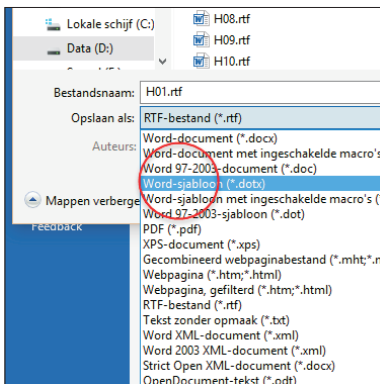 Lokale schijf (C:)
Data (D:)
H08.rtf
H09.rtf
H10.rtf
Bestandsnaam: H01.rtf
Opslaan als: RTF-bestand (*.rtf)
Auteurs:
Word-document (*.docx)
Word-document met ingeschakelde macro's
Word 97-2003-document (*.doc)
Word-sjabloon (*.dotx)
Word-sjabloon met ingeschakelde macro's (
Word 97-2003-sjabloon (*.dot)
PDF (*.pdf)
XPS-document (*.xps)
Gecombineerd webpaginabestand (*.mht;*.m
Webpagina (*.htm;*.html)
Webpagina, gefilterd (*.htm;*.html)
RTF-bestand (*.rtf)
Tekst zonder opmaak (*.txt)
Word XML-document (*.xml)
Word 2003 XML-document (*.xml)
Strict Open XML-document (*.docx)
OpenDocument-tekst (*.odt)
Mappen verberge
Feedback